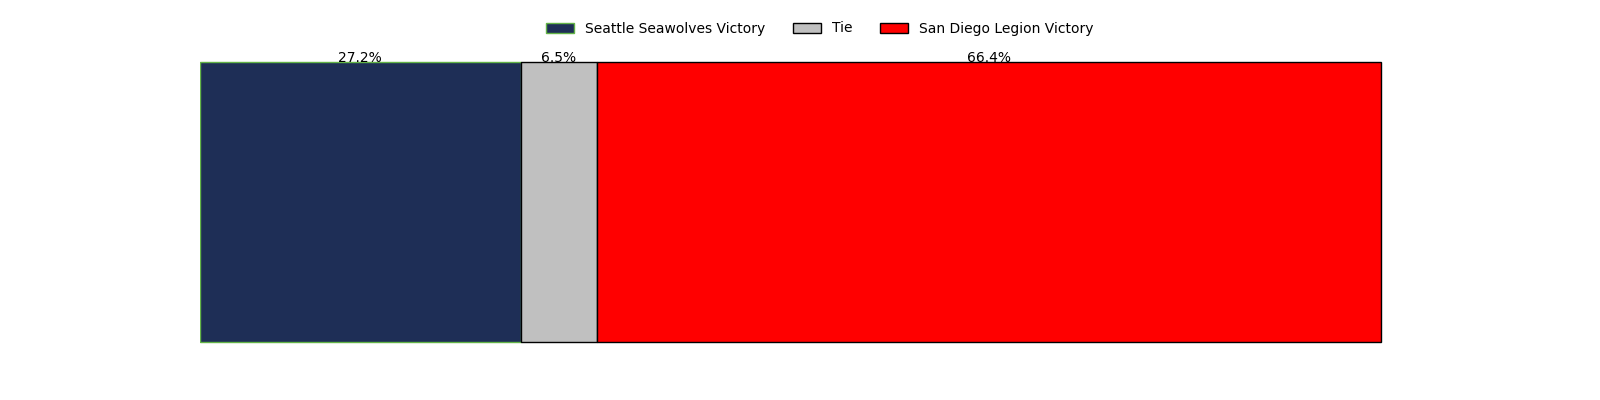 Seattle Seawolves Victory Tie San Diego Legion Victory
27.2% 6.5% 66.4%